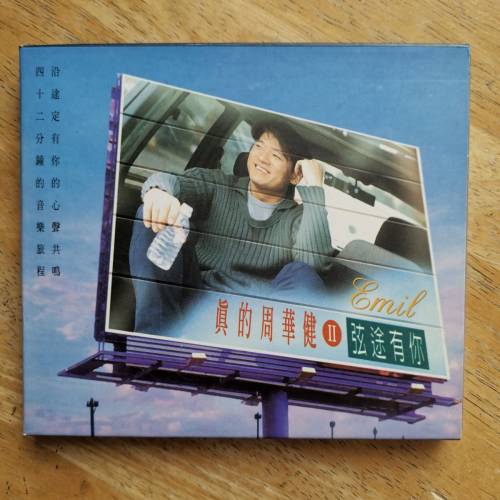 沿途定有你的心聲共鳴
四十二分鐘的音樂旅程
Emil
真的周華健 II
弦途有你